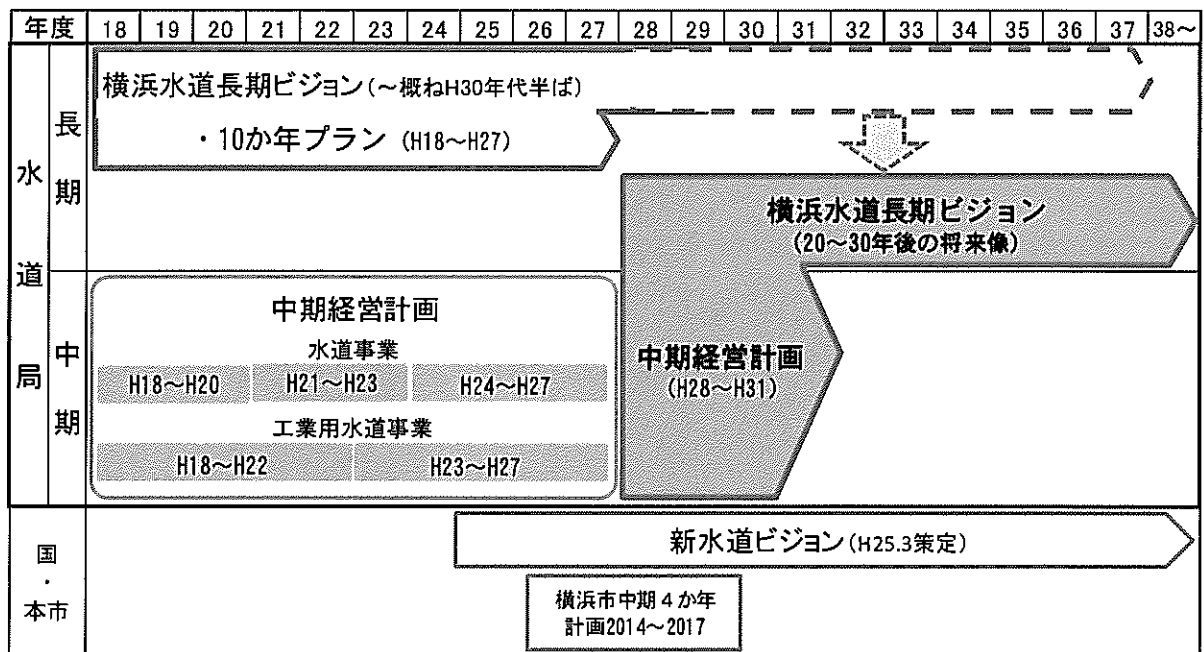 年度 18 19 20 21 22 23 24 25 26 27 28 29 30 31 32 33 34 35 36 37 38～
水道局
長期
横浜水道長期ビジョン(～概ねH30年代半ば)
・10か年プラン (H18～H27)
横浜水道長期ビジョン
(20～30年後の将来像)
中期
中期経営計画
水道事業
H18～H20 H21～H23 H24～H27
工業用水道事業
H18～H22 H23～H27
中期経営計画
(H28～H31)
国・本市
新水道ビジョン(H25.3策定)
横浜市中期４か年
計画2014～2017